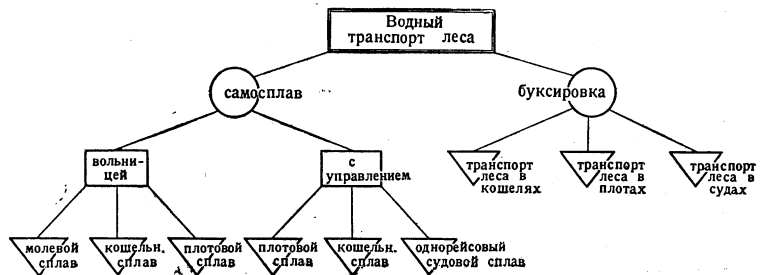 Водный
транспорт леса
самосплав
буксировка
вольни-
цей
с
управлением
транспорт
леса в
кошелях
транспорт
леса в
плотах
транспорт
леса в
судах
молевой
сплав
кошельн.
сплав
плотовой
сплав
плотовой
сплав
кошельн.
сплав
однорейсовый
судовой сплав